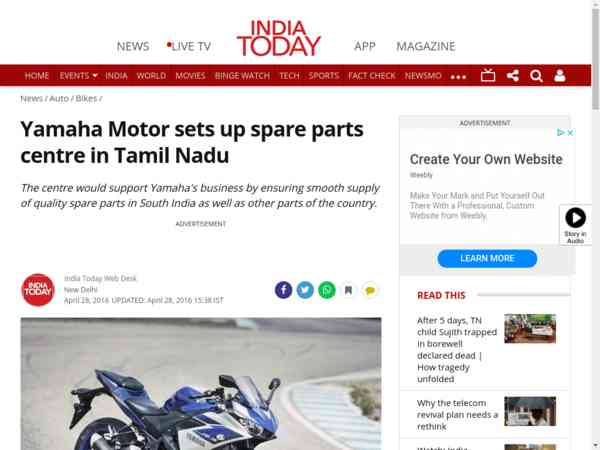 INDIA
TODAY
NEWS
LIVE TV
APP
MAGAZINE
HOME EVENTS INDIA WORLD MOVIES BINGE WATCH TECH SPORTS FACT CHECK NEWSMO
News / Auto / Bikes /
Yamaha Motor sets up spare parts
centre in Tamil Nadu
The centre would support Yamaha's business by ensuring smooth supply
of quality spare parts in South India as well as other parts of the country.
ADVERTISEMENT
INDIA
TODAY
India Today Web Desk
New Delhi
April 28, 2016 UPDATED: April 28, 2016 15:38 IST
YAMAHA
ADVERTISEMENT
Create Your Own Website
Weebly
Make Your Mark and Put Yourself Out
There With a Professional, Custom
Website from Weebly.
LEARN MORE
Story in
Audio
READ THIS
After 5 days, TN
child Sujith trapped
in borewell
declared dead |
How tragedy
unfolded
Why the telecom
revival plan needs a
rethink